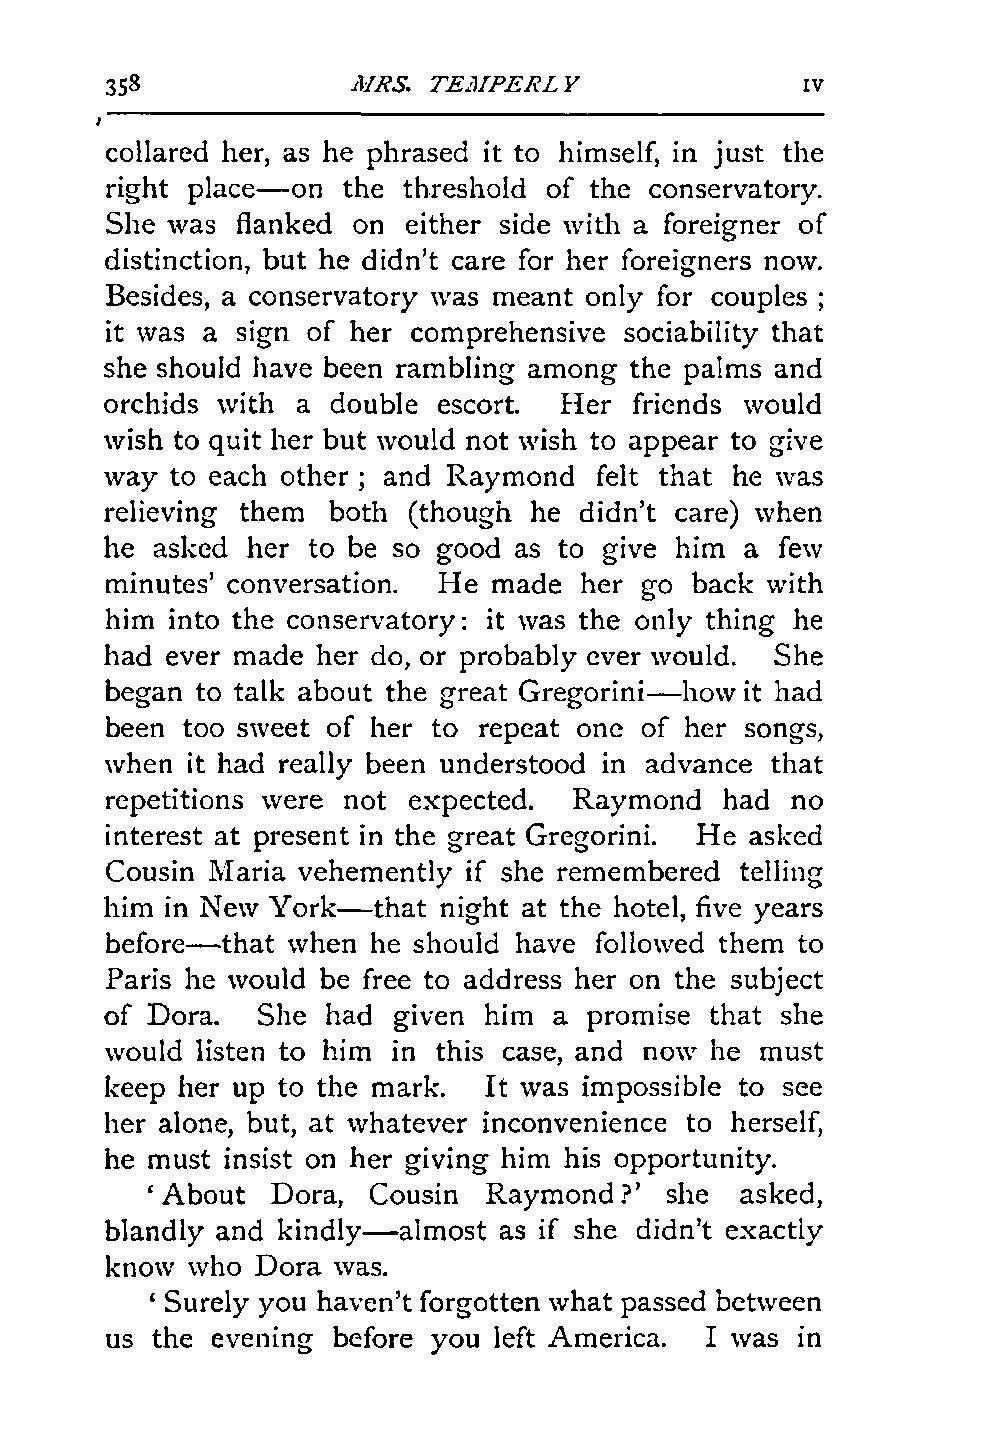 358 MRS. TEMPERLY IV
collared her, as he phrased it to himself, in just the
right place—on the threshold of the conservatory.
She was flanked on either side with a foreigner of
distinction, but he didn't care for her foreigners now.
Besides, a conservatory was meant only for couples ;
it was a sign of her comprehensive sociability that
she should have been rambling among the palms and
orchids with a double escort. Her friends would
wish to quit her but would not wish to appear to give
way to each other ; and Raymond felt that he was
relieving them both (though he didn't care) when
he asked her to be so good as to give him a few
minutes' conversation. He made her go back with
him into the conservatory: it was the only thing he
had ever made her do, or probably ever would. She
began to talk about the great Gregorini—how it had
been too sweet of her to repeat one of her songs,
when it had really been understood in advance that
repetitions were not expected. Raymond had no
interest at present in the great Gregorini. He asked
Cousin Maria vehemently if she remembered telling
him in New York—that night at the hotel, five years
before—that when he should have followed them to
Paris he would be free to address her on the subject
of Dora. She had given him a promise that she
would listen to him in this case, and now he must
keep her up to the mark. It was impossible to see
her alone, but, at whatever inconvenience to herself,
he must insist on her giving him his opportunity.
‘ About Dora, Cousin Raymond ?’ she asked,
blandly and kindly—almost as if she didn't exactly
know who Dora was.
‘ Surely you haven't forgotten what passed between
us the evening before you left America. I was in